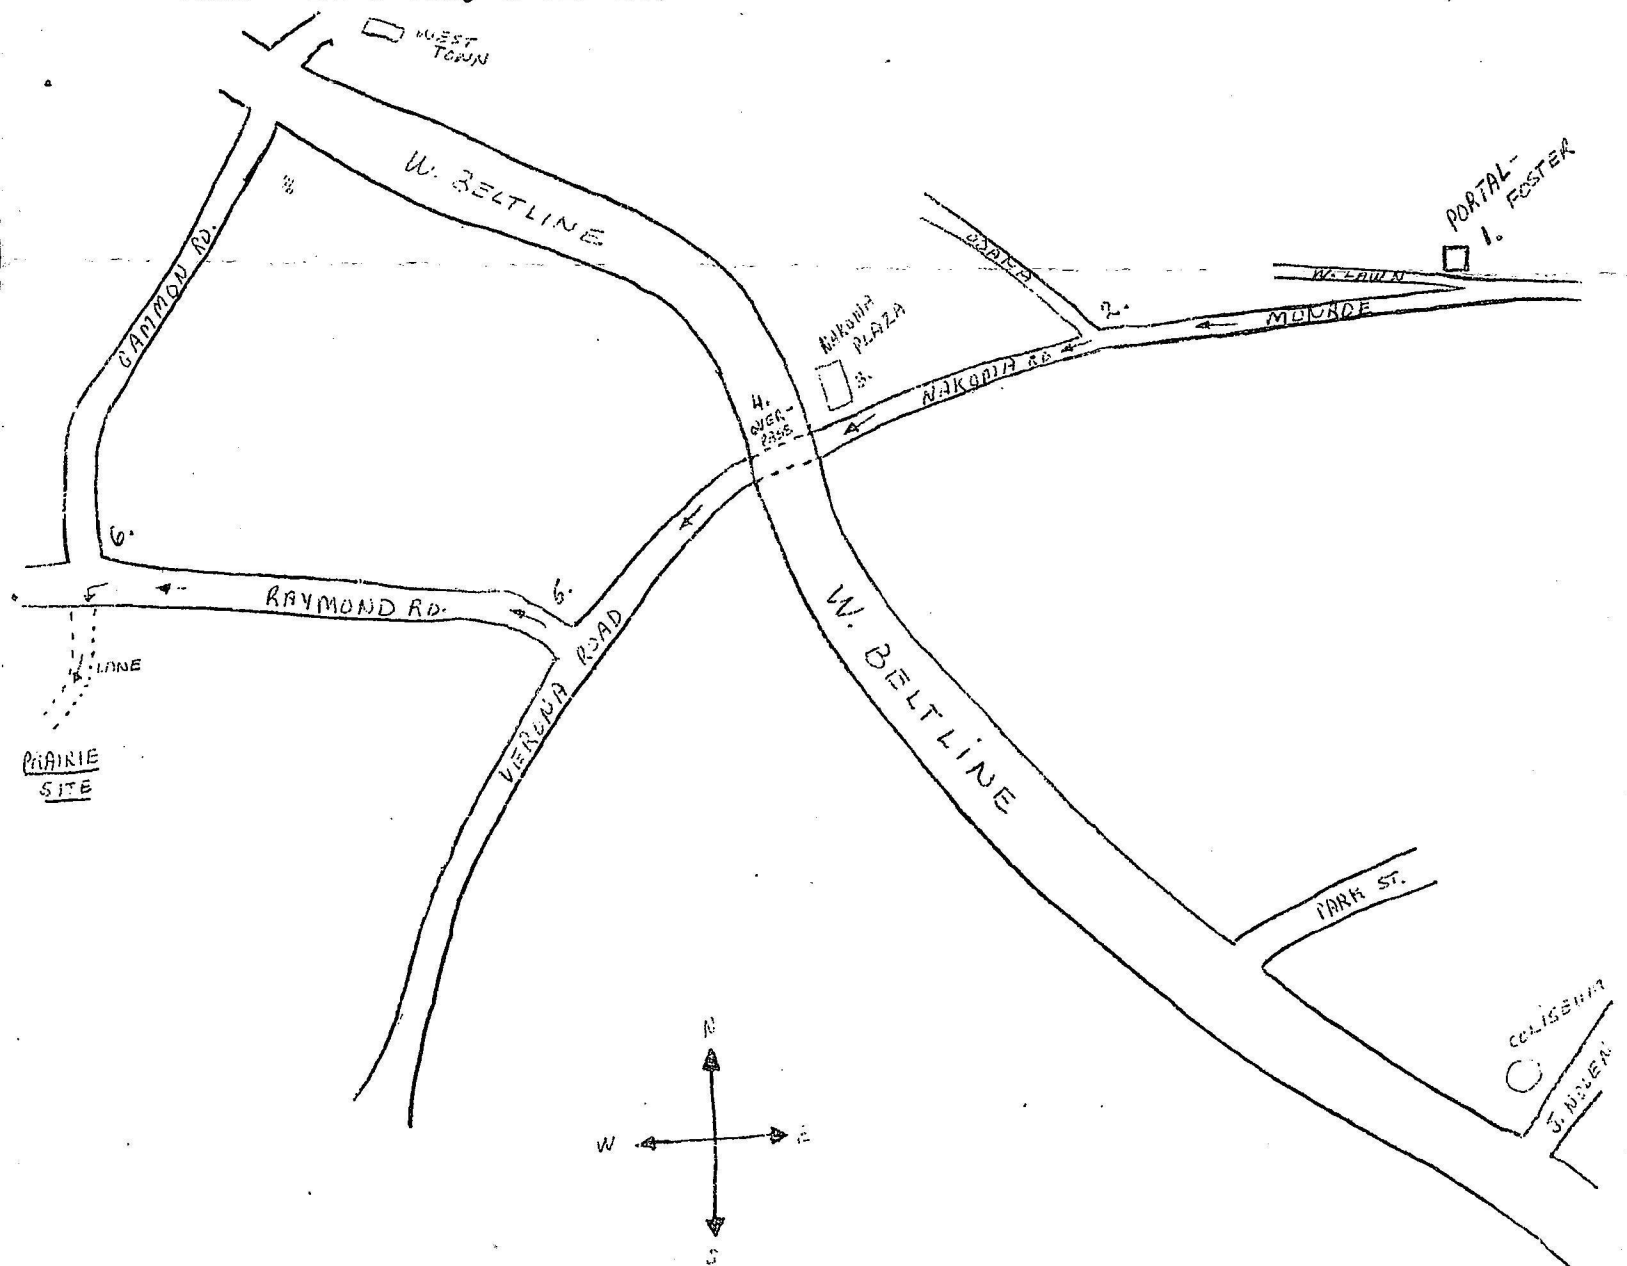 WEST
TOWN
W. BELTLINE
GAMMON RD.
PORTAL-
FOSTER
1.
W. LAWN
MONROE
2.
NAKOMA RD
NAKOMA
PLAZA
3.
4.
OVER-
PASS
6.
RAYMOND RD.
6.
VERONA ROAD
LANE
PRAIRIE
SITE
W. BELTLINE
PARK ST.
COLISEUM
J. NOLEN
N
W
E
S